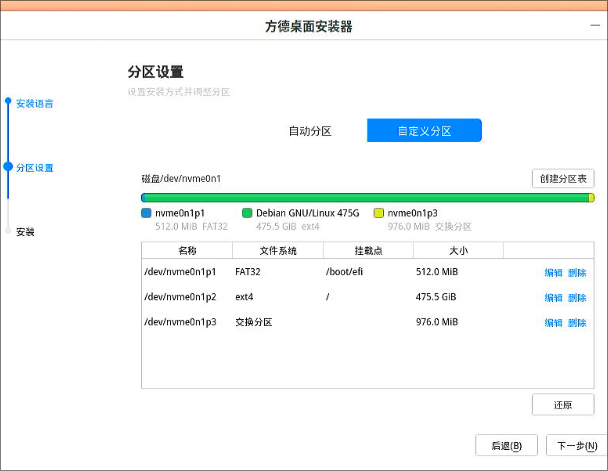 方德桌面安装器
分区设置
设置安装方式并调整分区
安装语言
分区设置
安装
自动分区 自定义分区
磁盘/dev/nvme0n1 创建分区表
nvme0n1p1 Debian GNU/Linux 475G nvme0n1p3
512.0 MiB FAT32 475.5 GiB ext4 976.0 MiB 交换分区
名称 文件系统 挂载点 大小
/dev/nvme0n1p1 FAT32 /boot/efi 512.0 MiB 编辑 删除
/dev/nvme0n1p2 ext4 / 475.5 GiB 编辑 删除
/dev/nvme0n1p3 交换分区 976.0 MiB 编辑 删除
还原
后退(B) 下一步(N)